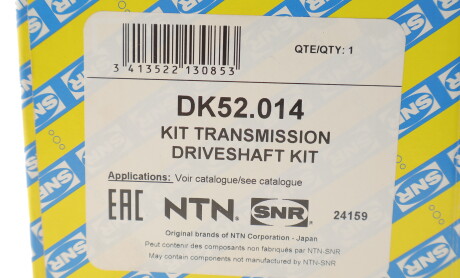 QTE/QTY: 1
3 413522 130853
DK52.014
KIT TRANSMISSION
DRIVESHAFT KIT
Applications: Voir catalogue/see catalogue
EAC NTN. SNR. 24159
Original brands of NTN Corporation - Japan
Peut contenir des composants non fabriqués par NTN-SNR
May contain components not manufactured by NTN-SNR